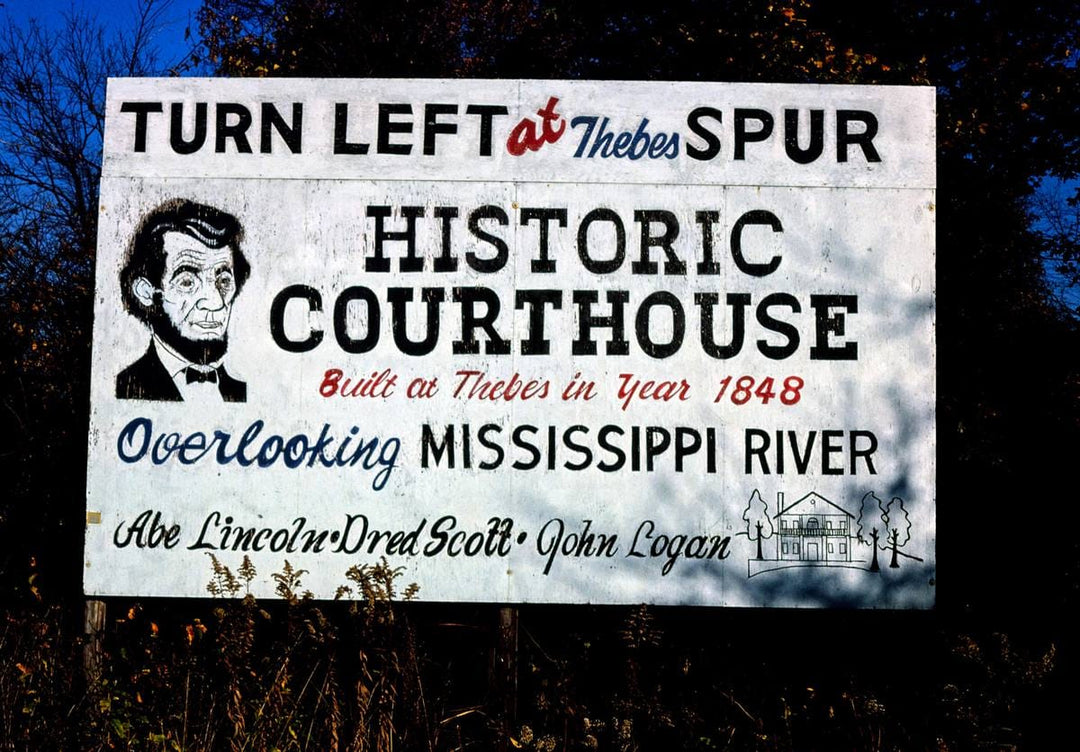 TURN LEFT at Thebes SPUR
HISTORIC
COURTHOUSE
Built at Thebes in Year 1848
Overlooking MISSISSIPPI RIVER
Abe Lincoln • Dred Scott • John Logan